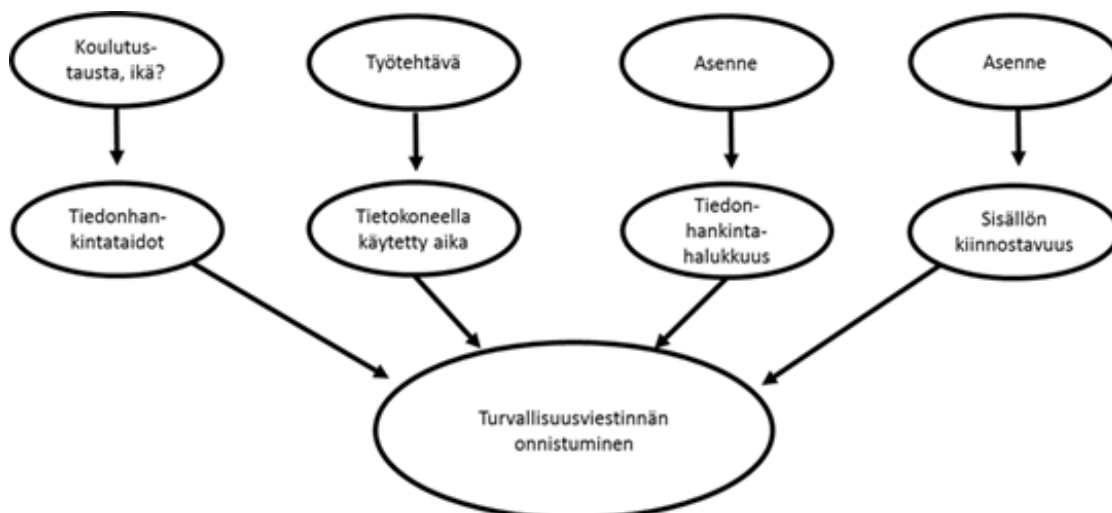 Koulutus-
tausta, ikä?
Työtehtävä
Asenne
Asenne
Tiedonhan-
kintataidot
Tietokoneella
käytetty aika
Tiedon-
hankinta-
halukkuus
Sisällön
kiinnostavuus
Turvallisuusviestinnän
onnistuminen